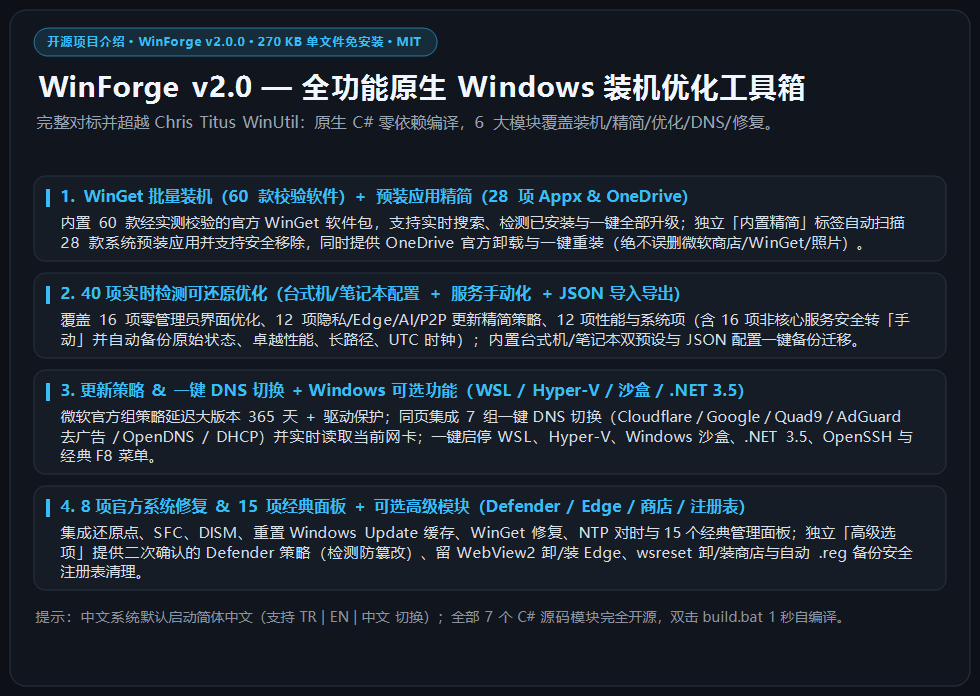 开源项目介绍 • WinForge v2.0.0 • 270 KB 单文件免安装 • MIT
WinForge v2.0 — 全功能原生 Windows 装机优化工具箱
完整对标并超越 Chris Titus WinUtil：原生 C# 零依赖编译，6 大模块覆盖装机/精简/优化/DNS/修复。
1. WinGet 批量装机（60 款校验软件）+ 预装应用精简（28 项 Appx & OneDrive）
内置 60 款经实测校验的官方 WinGet 软件包，支持实时搜索、检测已安装与一键全部升级；独立「内置精简」标签自动扫描
28 款系统预装应用并支持安全移除，同时提供 OneDrive 官方卸载与一键重装（绝不误删微软商店/WinGet/照片）。
2. 40 项实时检测可还原优化（台式机/笔记本配置 + 服务手动化 + JSON 导入导出）
覆盖 16 项零管理员界面优化、12 项隐私/Edge/AI/P2P 更新精简策略、12 项性能与系统项（含 16 项非核心服务安全转「手
动」并自动备份原始状态、卓越性能、长路径、UTC 时钟）；内置台式机/笔记本双预设与 JSON 配置一键备份迁移。
3. 更新策略 & 一键 DNS 切换 + Windows 可选功能（WSL / Hyper-V / 沙盒 / .NET 3.5）
微软官方组策略延迟大版本 365 天 + 驱动保护；同页集成 7 组一键 DNS 切换（Cloudflare / Google / Quad9 / AdGuard
去广告 / OpenDNS / DHCP）并实时读取当前网卡；一键启停 WSL、Hyper-V、Windows 沙盒、.NET 3.5、OpenSSH 与
经典 F8 菜单。
4. 8 项官方系统修复 & 15 项经典面板 + 可选高级模块（Defender / Edge / 商店 / 注册表）
集成还原点、SFC、DISM、重置 Windows Update 缓存、WinGet 修复、NTP 对时与 15 个经典管理面板；独立「高级选
项」提供二次确认的 Defender 策略（检测防篡改）、留 WebView2 卸/装 Edge、wsreset 卸/装商店与自动 .reg 备份安全
注册表清理。
提示：中文系统默认启动简体中文（支持 TR | EN | 中文 切换）；全部 7 个 C# 源码模块完全开源，双击 build.bat 1 秒自编译。